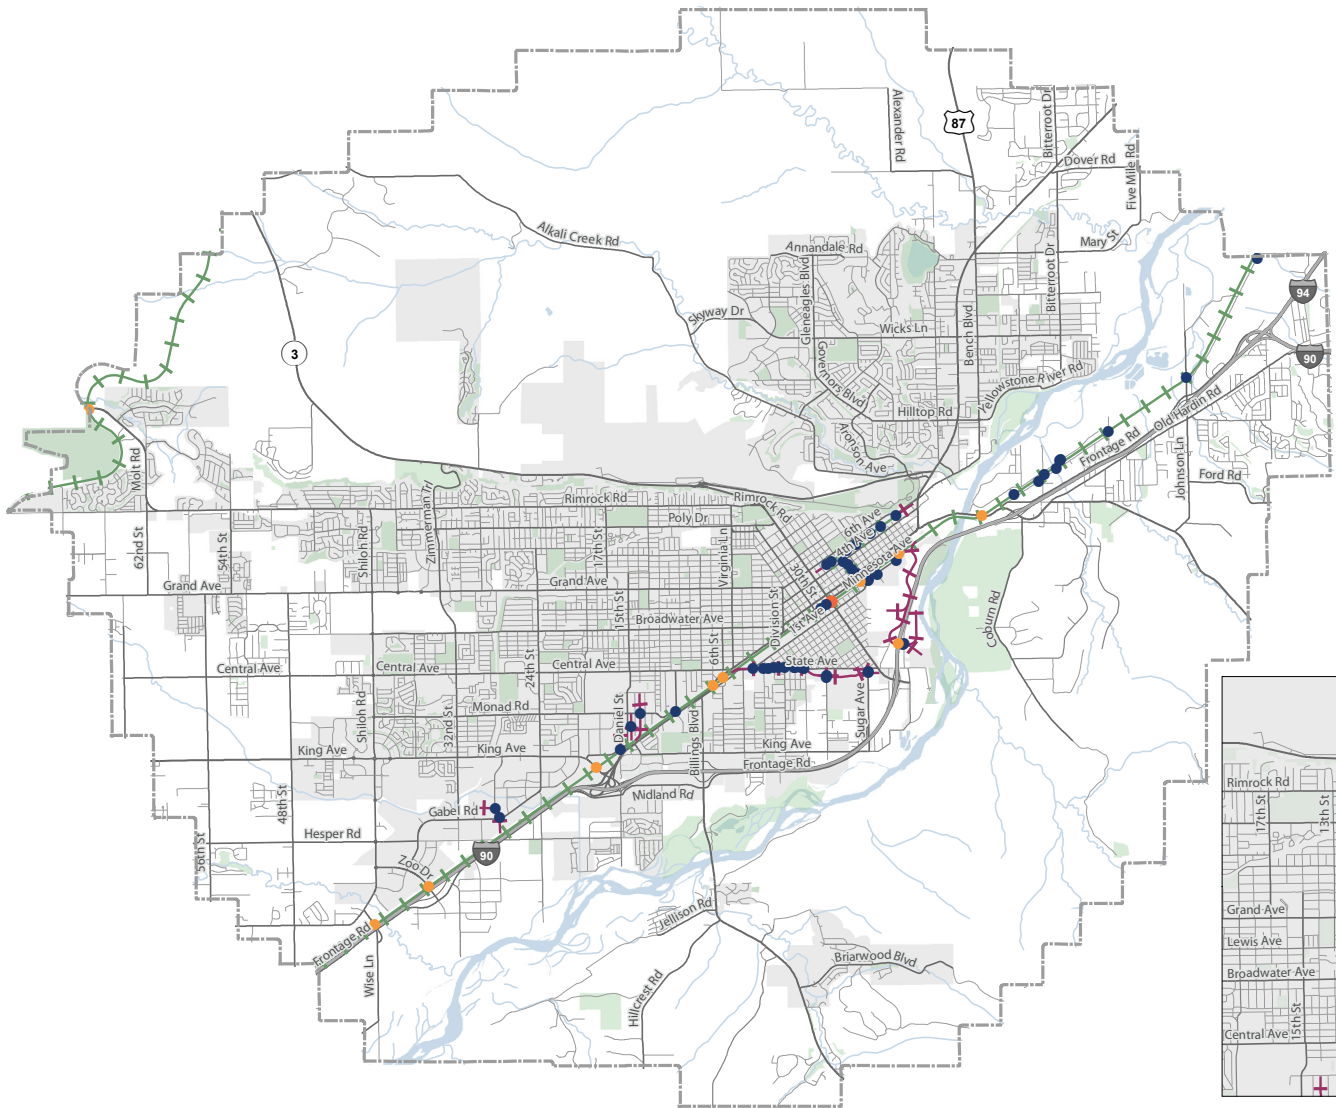 Alexander Rd
87
Bitterroot Dr
Dover Rd
Five Mile Rd
Mary St
Alkali Creek Rd
Annandale Rd
Gleneagles Blvd
Bitterroot Dr
94
Skyway Dr
Wicks Ln
Bench Blvd
3
90
Governors Blvd
Yellowstone River Rd
Hilltop Rd
Old Hardin Rd
Aronson Ave
Frontage Rd
Molt Rd
Johnson Ln
Ford Rd
Rimrock Rd
Rimrock Rd
Zimmerman Trl
Poly Dr
6th Ave
4th Ave
62nd St
54th St
Shiloh Rd
17th St
Virginia Ln
Minnesota Ave
Grand Ave
Grand Ave
30th St
15th St
Division St
Broadwater Ave
1st Ave
Coburn Rd
6th St
Central Ave
Central Ave
24th St
Central Ave
State Ave
Shiloh Rd
32nd St
Monad Rd
Daniel St
Billings Blvd
Sugar Ave
King Ave
King Ave
King Ave
Frontage Rd
Midland Rd
48th St
Gabel Rd
Hesper Rd
56th St
90
Zoo Dr
Rimrock Rd
17th St
13th St
Frontage Rd
Wise Ln
Jellison Rd
Briarwood Blvd
Hillcrest Rd
Grand Ave
Lewis Ave
Broadwater Ave
15th St
Central Ave